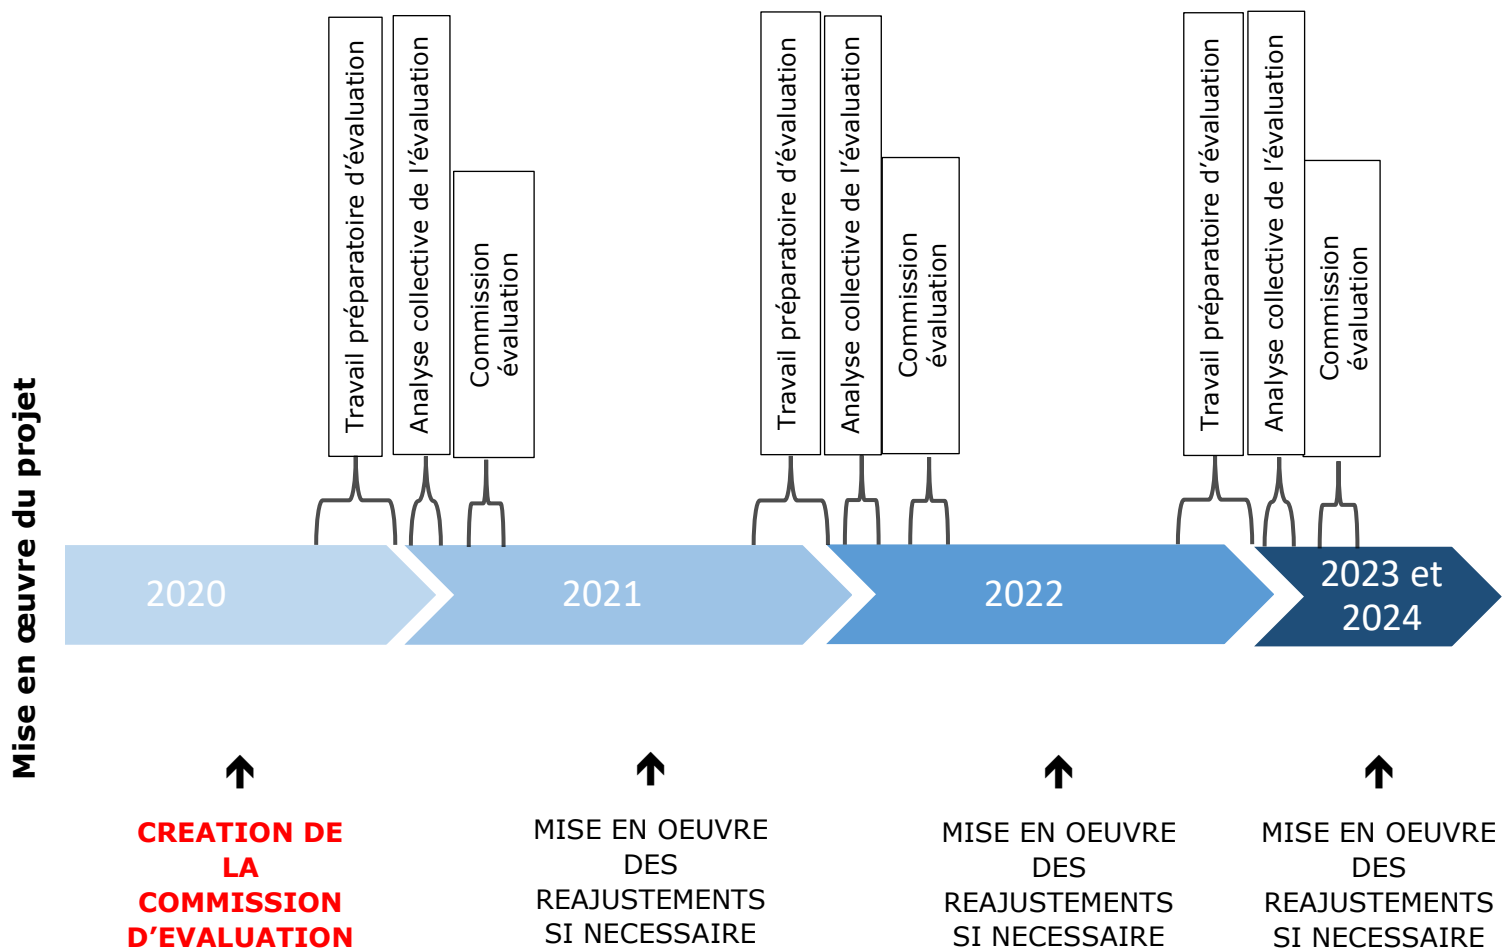 Mise en œuvre du projet
Travail préparatoire d'évaluation
Analyse collective de l'évaluation
Commission
évaluation
Travail préparatoire d'évaluation
Analyse collective de l'évaluation
Commission
évaluation
Travail préparatoire d'évaluation
Analyse collective de l'évaluation
Commission
évaluation
2020
2021
2022
2023 et
2024
CREATION DE
LA
COMMISSION
D'EVALUATION
MISE EN OEUVRE
DES
REAJUSTEMENTS
SI NECESSAIRE
MISE EN OEUVRE
DES
REAJUSTEMENTS
SI NECESSAIRE
MISE EN OEUVRE
DES
REAJUSTEMENTS
SI NECESSAIRE